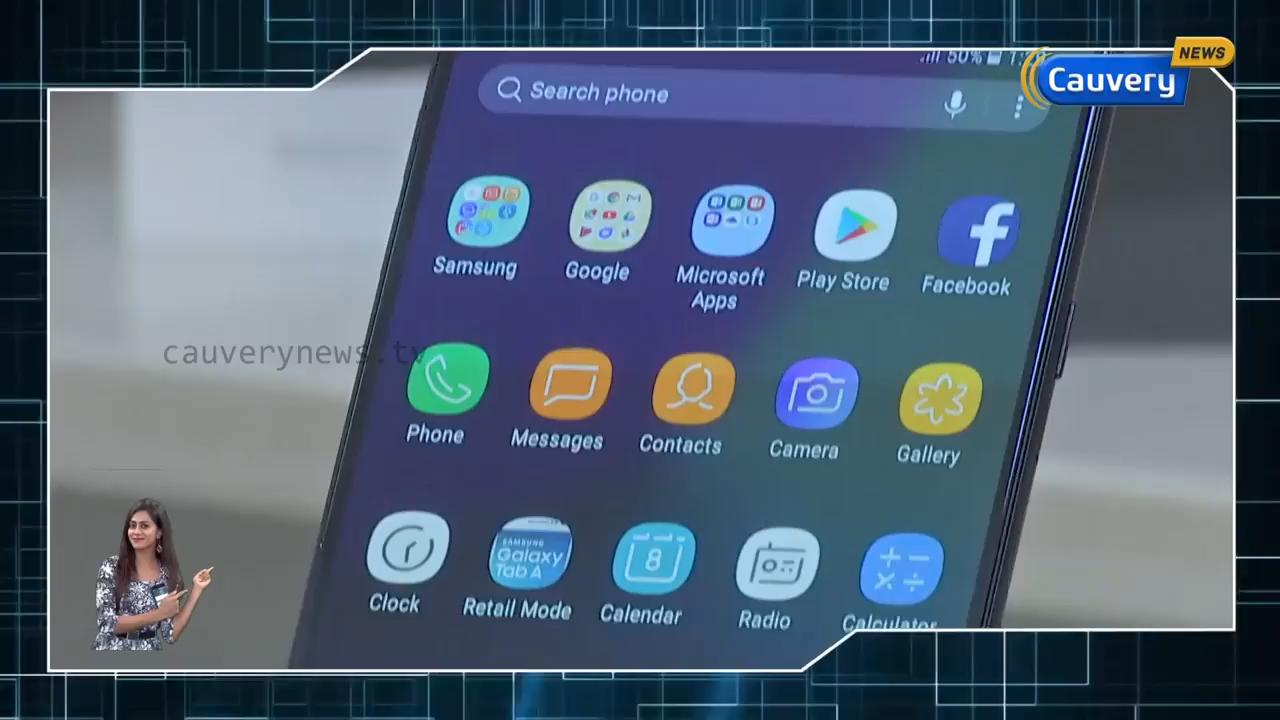 NEWS
Cauvery
50%
Search phone
Samsung
Google
Microsoft
Apps
Play Store
Facebook
cauverynews.tv
Phone
Messages
Contacts
Camera
Gallery
SAMSUNG
Galaxy
Tab A
8
Clock
Retail Mode
Calendar
Radio
Calculator